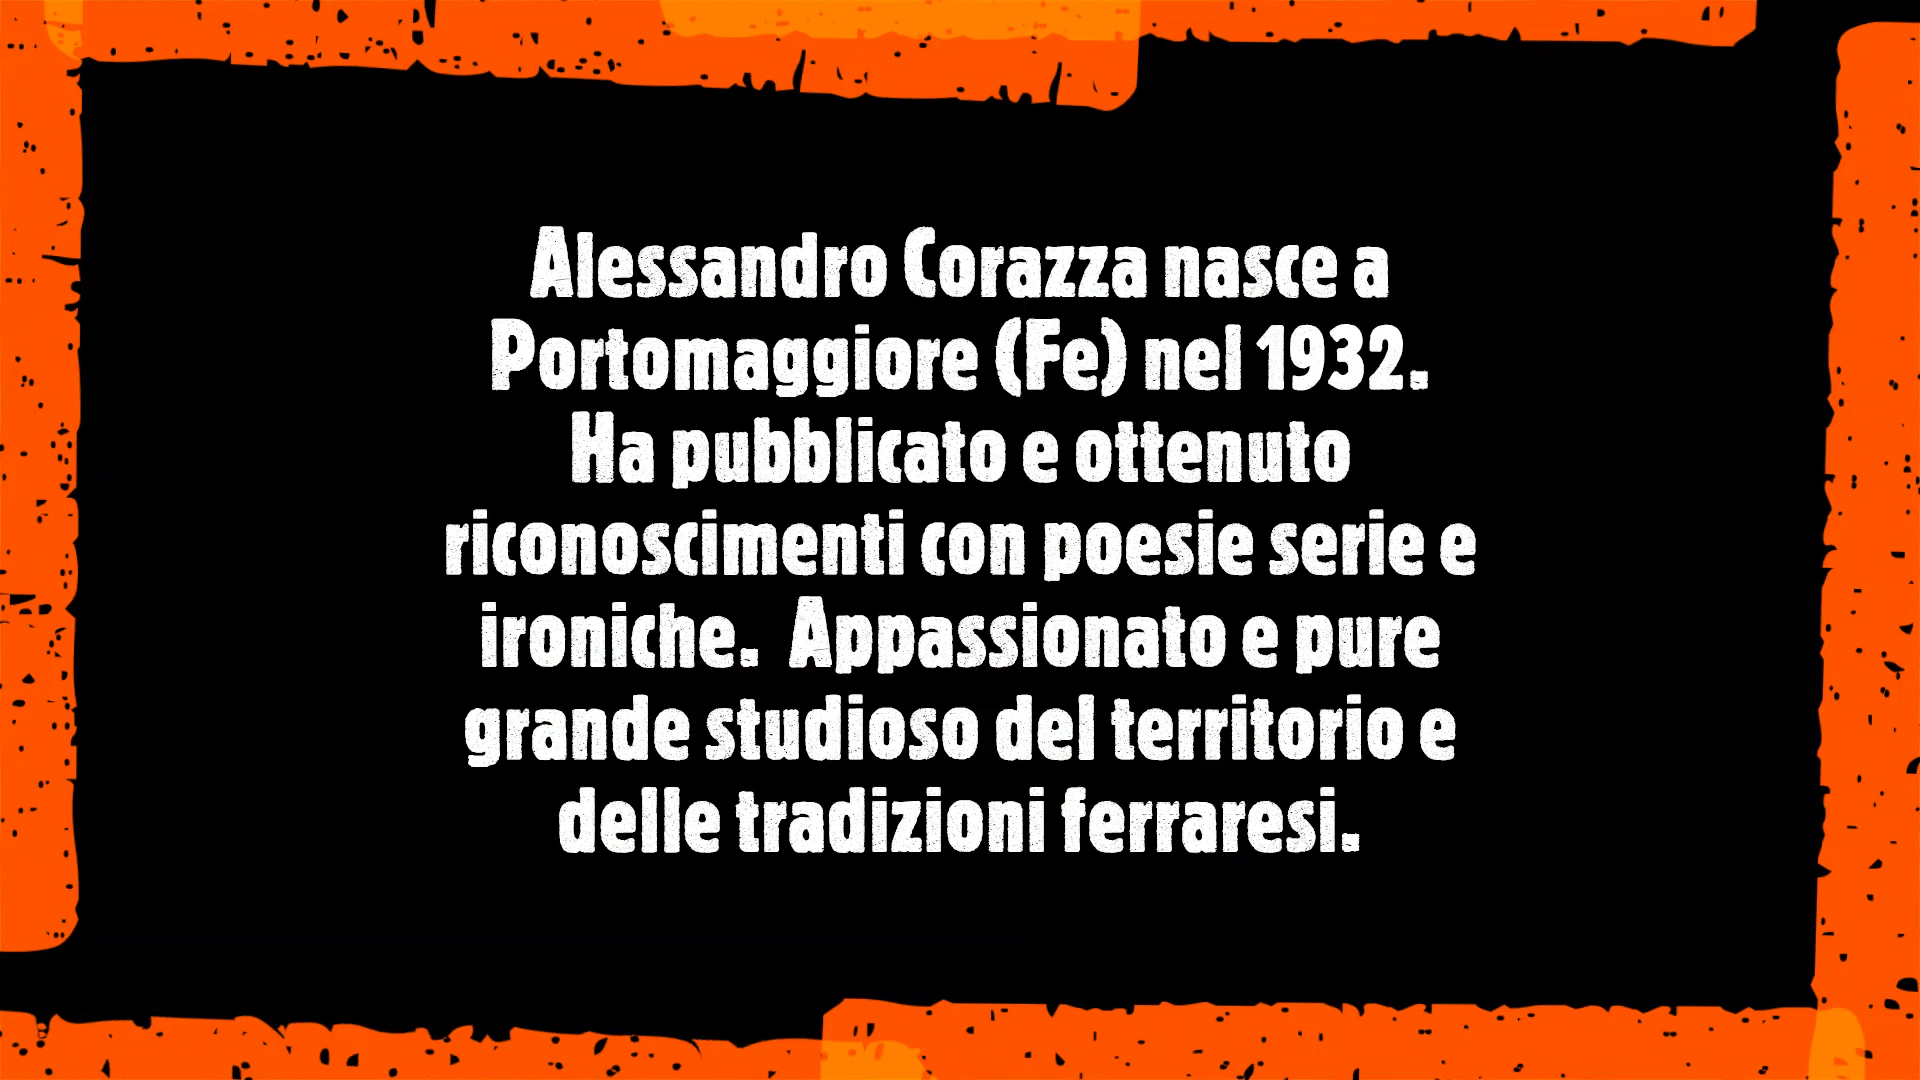 Alessandro Corazza nasce a
Portomaggiore (Fe) nel 1932.
Ha pubblicato e ottenuto
riconoscimenti con poesie serie e
ironiche.  Appassionato e pure
grande studioso del territorio e
delle tradizioni ferraresi.